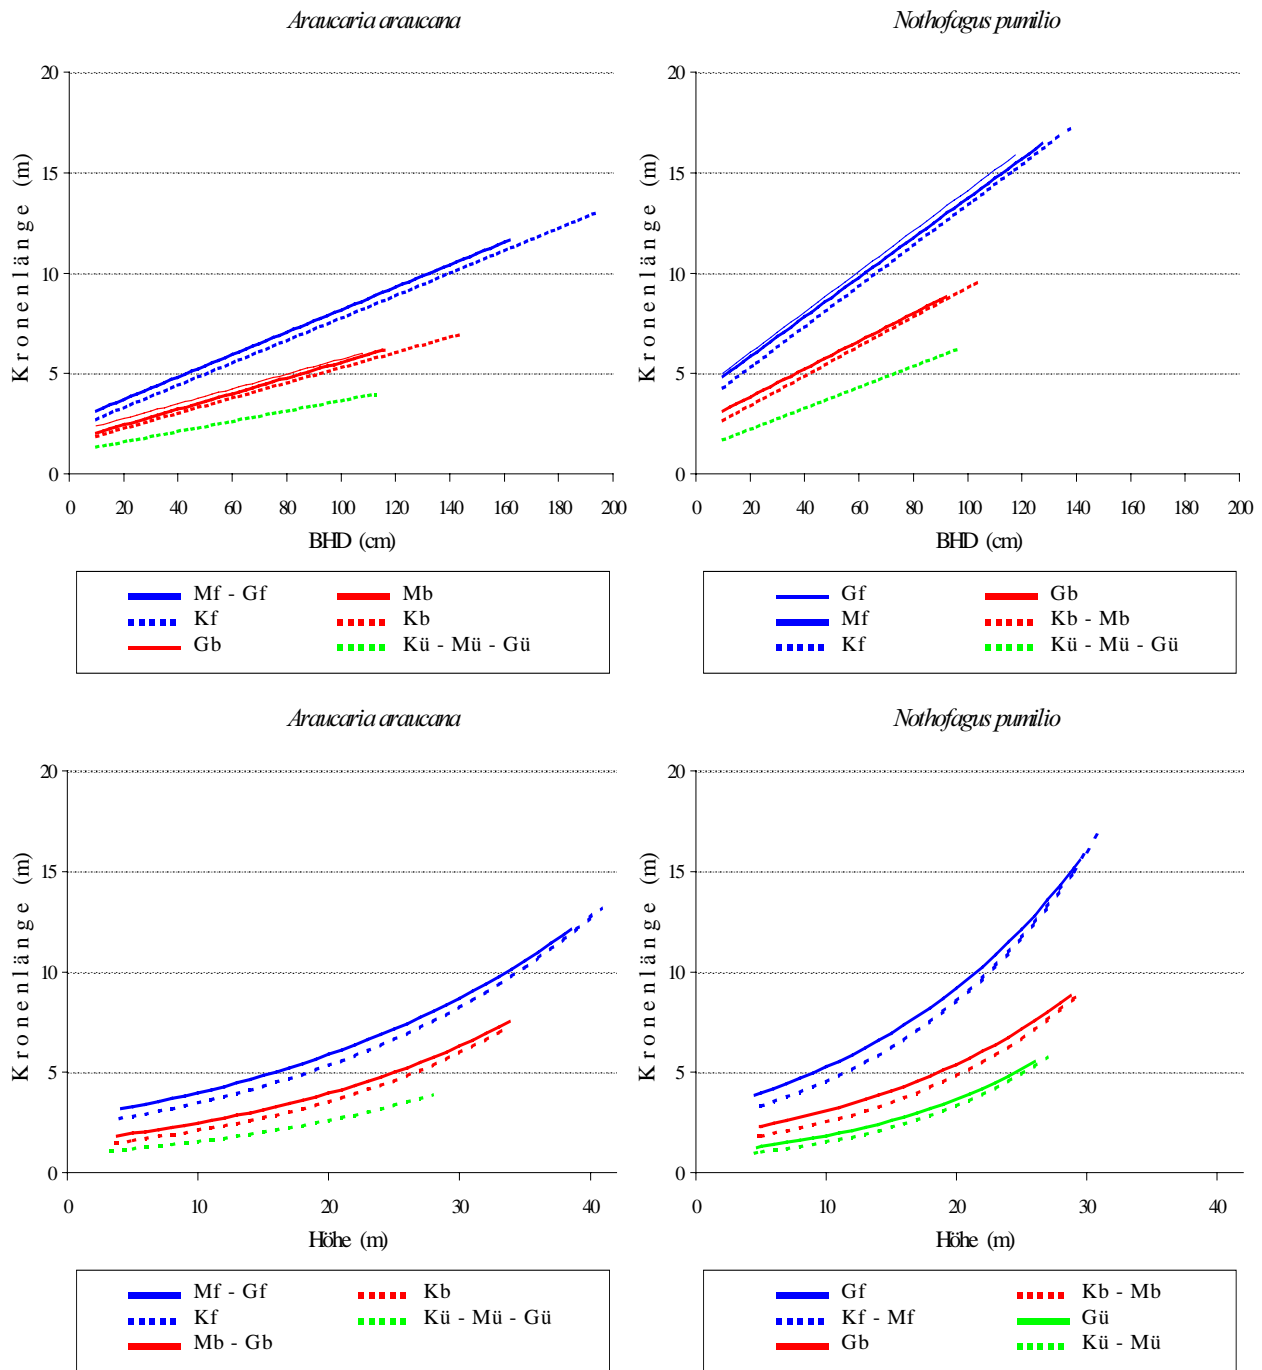 Araucaria araucana
Nothofagus pumilio
20
15
10
5
0
Kronenlänge (m)
0 20 40 60 80 100 120 140 160 180 200
BHD (cm)
20
15
10
5
0
Kronenlänge (m)
0 20 40 60 80 100 120 140 160 180 200
BHD (cm)
Mf - Gf
Mb
Kf
Kb
Gb
Kü - Mü - Gü
Gf
Gb
Mf
Kb - Mb
Kf
Kü - Mü - Gü
Araucaria araucana
Nothofagus pumilio
20
15
10
5
0
Kronenlänge (m)
0 10 20 30 40
Höhe (m)
20
15
10
5
0
Kronenlänge (m)
0 10 20 30 40
Höhe (m)
Mf - Gf
Kb
Kf
Kü - Mü - Gü
Mb - Gb
Gf
Kb - Mb
Kf - Mf
Gü
Gb
Kü - Mü